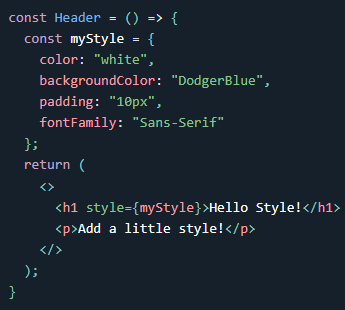 const Header = () => {
  const myStyle = {
    color: "white",
    backgroundColor: "DodgerBlue",
    padding: "10px",
    fontFamily: "Sans-Serif"
  };
  return (
    <>
      <h1 style={myStyle}>Hello Style!</h1>
      <p>Add a little style!</p>
    </>
  );
}